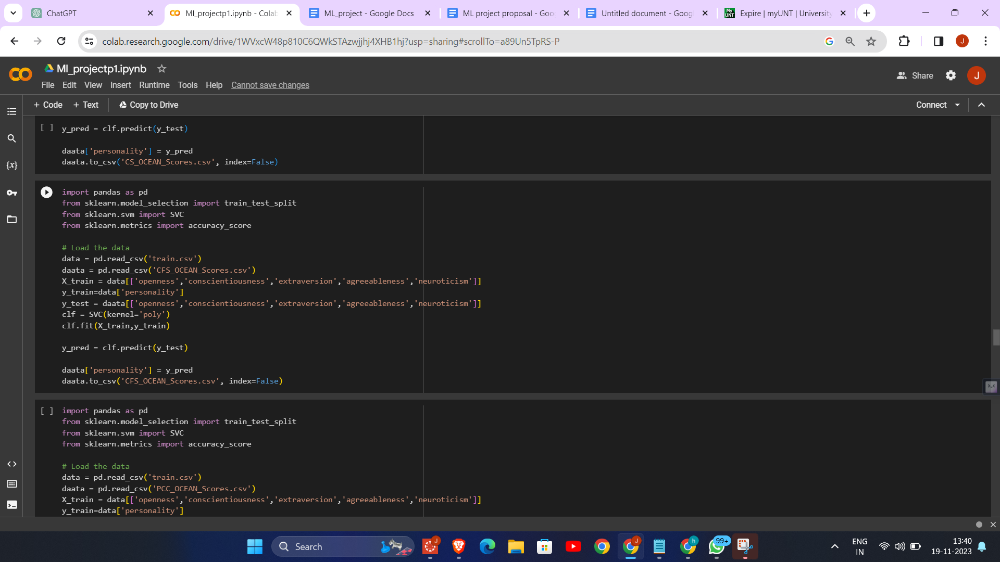 ChatGPT
Ml_projectp1.ipynb - Colab
ML_project - Google Docs
ML project proposal - Goo
Untitled document - Googl
Expire | myUNT | University
colab.research.google.com/drive/1WVxcW48p810C6QWkSTAzwjjhj4XHB1hj?usp=sharing#scrollTo=a89Un5TpRS-P
J
Ml_projectp1.ipynb
File Edit View Insert Runtime Tools Help Cannot save changes
Share
J
+ Code + Text Copy to Drive
Connect
[ ] y_pred = clf.predict(y_test)
daata['personality'] = y_pred
daata.to_csv('CS_OCEAN_Scores.csv', index=False)
import pandas as pd
from sklearn.model_selection import train_test_split
from sklearn.svm import SVC
from sklearn.metrics import accuracy_score
# Load the data
data = pd.read_csv('train.csv')
daata = pd.read_csv('CFS_OCEAN_Scores.csv')
X_train = data[['openness','conscientiousness','extraversion','agreeableness','neuroticism']]
y_train=data['personality']
y_test = daata[['openness','conscientiousness','extraversion','agreeableness','neuroticism']]
clf = SVC(kernel='poly')
clf.fit(X_train,y_train)
y_pred = clf.predict(y_test)
daata['personality'] = y_pred
daata.to_csv('CFS_OCEAN_Scores.csv', index=False)
[ ] import pandas as pd
from sklearn.model_selection import train_test_split
from sklearn.svm import SVC
from sklearn.metrics import accuracy_score
# Load the data
data = pd.read_csv('train.csv')
daata = pd.read_csv('PCC_OCEAN_Scores.csv')
X_train = data[['openness','conscientiousness','extraversion','agreeableness','neuroticism']]
y_train=data['personality']
Search
J
J
h
99+
ENG
IN
13:40
19-11-2023